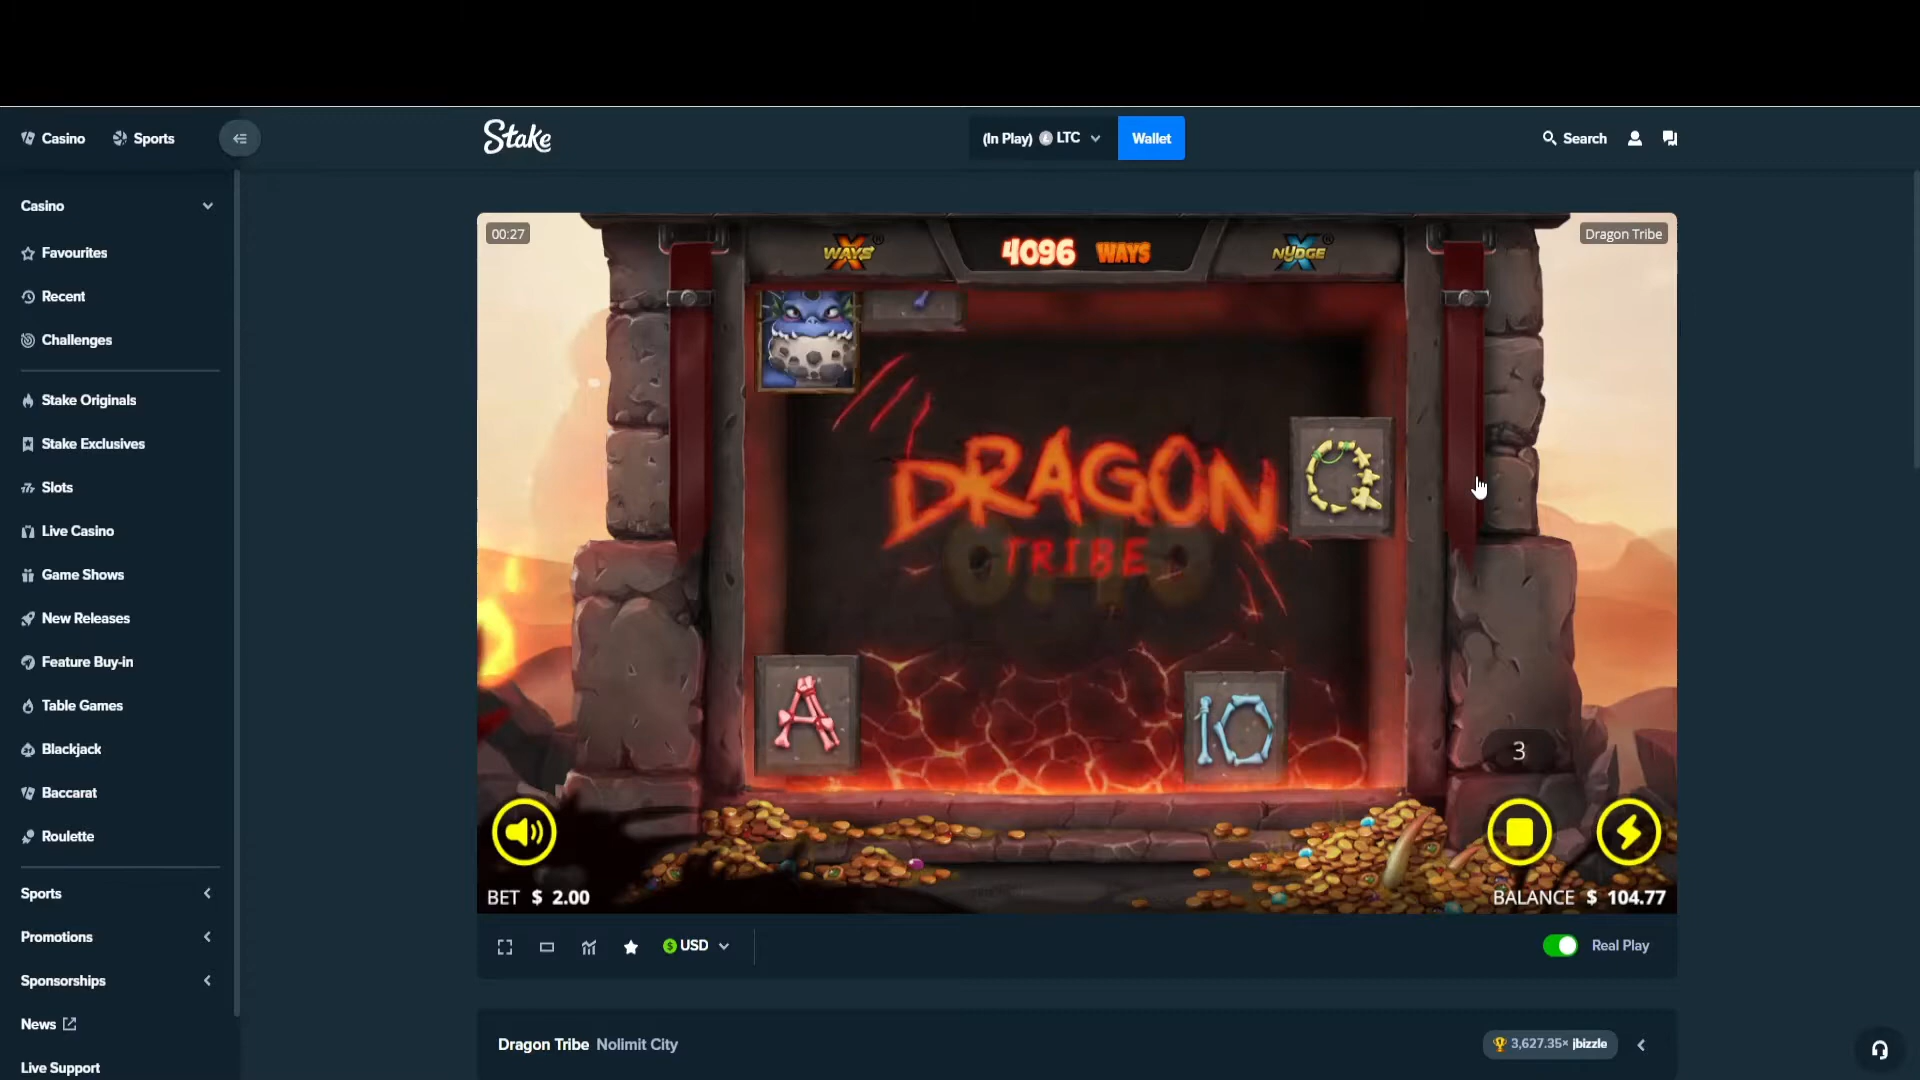 Casino
Sports
Stake
(In Play) LTC
Wallet
Search
Casino
Favourites
Recent
Challenges
Stake Originals
Stake Exclusives
Slots
Live Casino
Game Shows
New Releases
Feature Buy-in
Table Games
Blackjack
Baccarat
Roulette
Sports
Promotions
Sponsorships
News
Live Support
00:27
Dragon Tribe
X WAYS
4096 WAYS
X NUDGE
DRAGON
TRIBE
Q
A
10
3
BET $ 2.00
BALANCE $ 104.77
USD
Real Play
Dragon Tribe Nolimit City
3,627.35× jbizzle